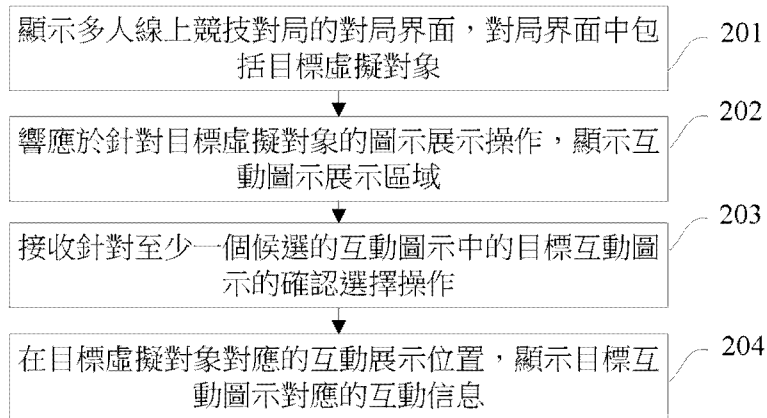 顯示多人線上競技對局的對局界面，對局界面中包
括目標虛擬對象
201
響應於針對目標虛擬對象的圖示展示操作，顯示互
動圖示展示區域
202
接收針對至少一個候選的互動圖示中的目標互動圖
示的確認選擇操作
203
在目標虛擬對象對應的互動展示位置，顯示目標互
動圖示對應的互動信息
204